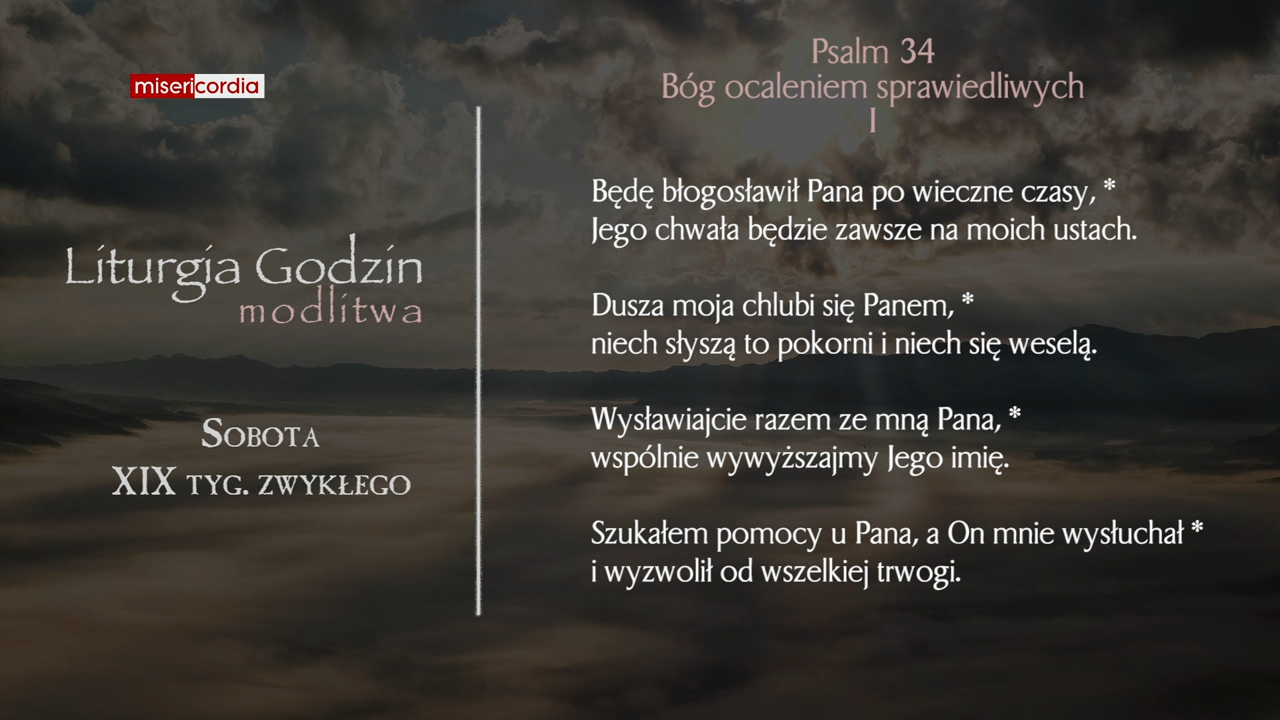 misericordia
Liturgia Godzin
modlitwa
Sobota
XIX tyg. zwykłego
Psalm 34
Bóg ocaleniem sprawiedliwych
I
Będę błogosławił Pana po wieczne czasy, *
Jego chwała będzie zawsze na moich ustach.
Dusza moja chlubi się Panem, *
niech słyszą to pokorni i niech się weselą.
Wysławiajcie razem ze mną Pana, *
wspólnie wywyższajmy Jego imię.
Szukałem pomocy u Pana, a On mnie wysłuchał *
i wyzwolił od wszelkiej trwogi.